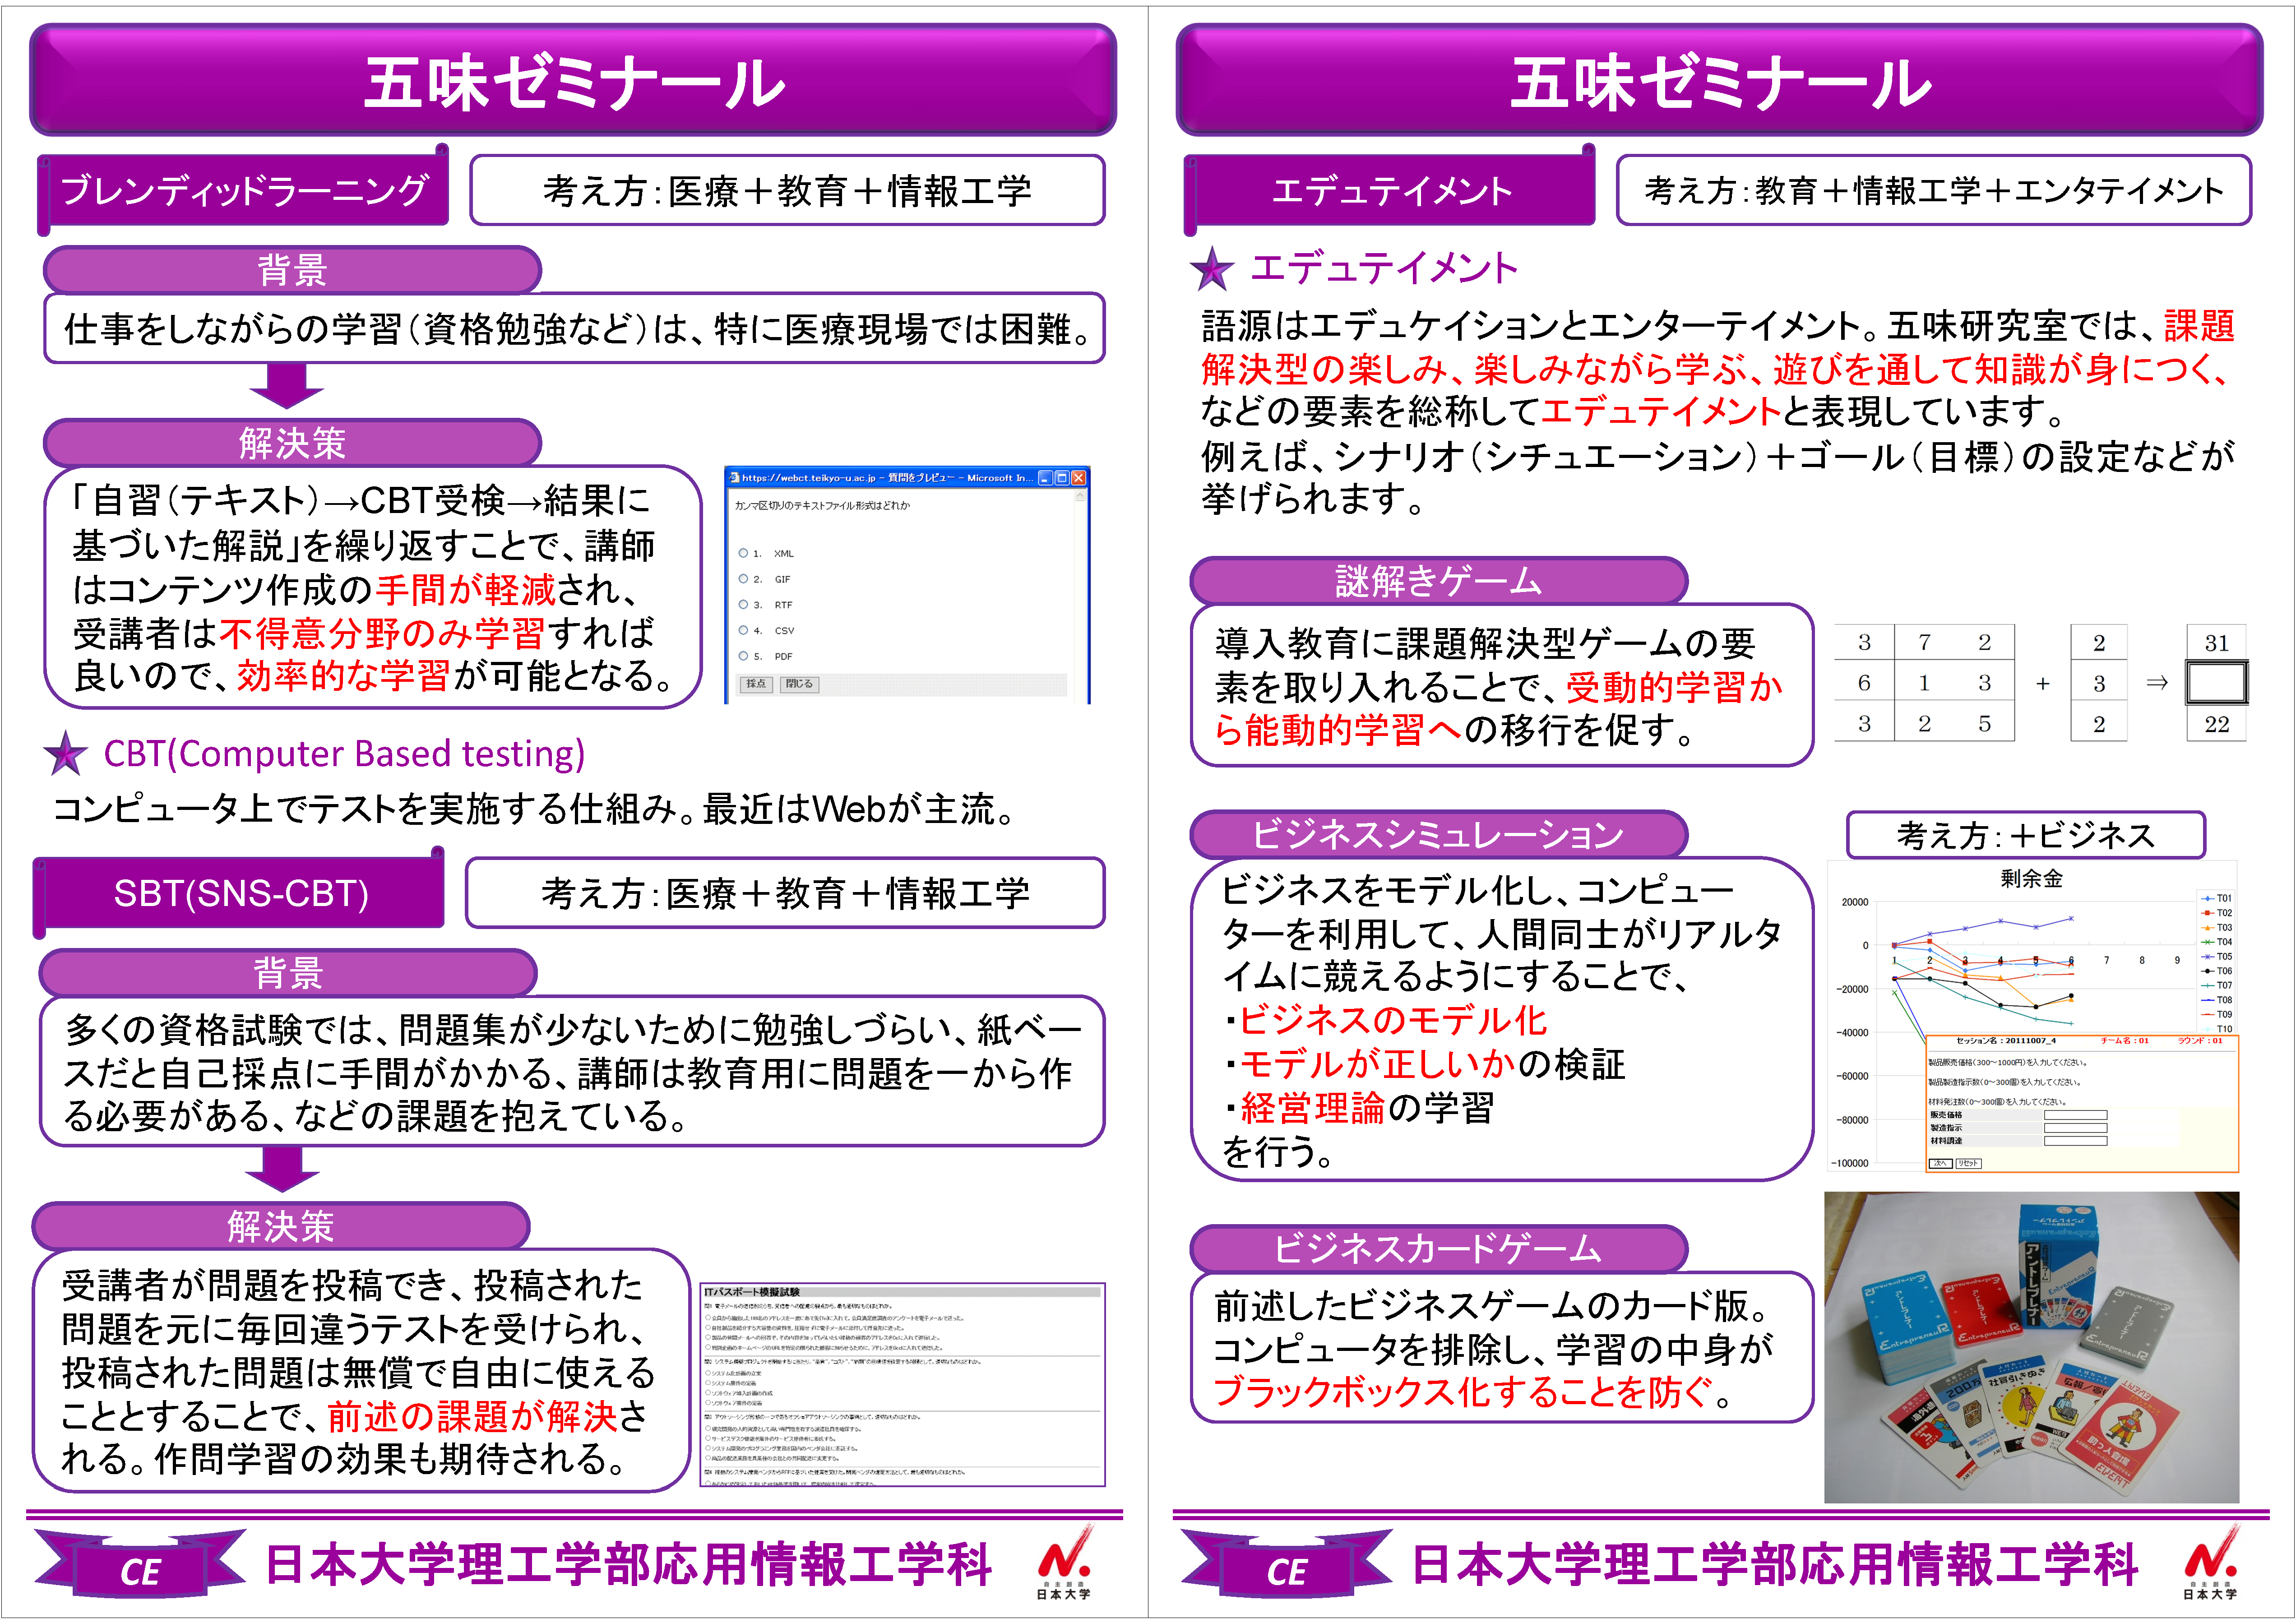 五味ゼミナール
ブレンディッドラーニング
考え方：医療＋教育＋情報工学
背景
仕事をしながらの学習（資格勉強など）は、特に医療現場では困難。
解決策
「自習（テキスト）→CBT受検→結果に
基づいた解説」を繰り返すことで、講師
はコンテンツ作成の手間が軽減され、
受講者は不得意分野のみ学習すれば
良いので、効率的な学習が可能となる。
https://webct.teikyo-u.ac.jp - 質問をプレビュー - Microsoft In...
カンマ区切りのテキストファイル形式はどれか
1. XML
2. GIF
3. RTF
4. CSV
5. PDF
採点 閉じる
CBT(Computer Based testing)
コンピュータ上でテストを実施する仕組み。最近はWebが主流。
SBT(SNS-CBT)
考え方：医療＋教育＋情報工学
背景
多くの資格試験では、問題集が少ないために勉強しづらい、紙ベー
スだと自己採点に手間がかかる、講師は教育用に問題を一から作
る必要がある、などの課題を抱えている。
解決策
受講者が問題を投稿でき、投稿された
問題を元に毎回違うテストを受けられ、
投稿された問題は無償で自由に使える
こととすることで、前述の課題が解決さ
れる。作問学習の効果も期待される。
ITパスポート模擬試験
CE
日本大学理工学部応用情報工学科
N.
自主創造
日本大学
五味ゼミナール
エデュテイメント
考え方：教育＋情報工学＋エンタテイメント
エデュテイメント
語源はエデュケイションとエンターテイメント。五味研究室では、課題
解決型の楽しみ、楽しみながら学ぶ、遊びを通して知識が身につく、
などの要素を総称してエデュテイメントと表現しています。
例えば、シナリオ（シチュエーション）＋ゴール（目標）の設定などが
挙げられます。
謎解きゲーム
導入教育に課題解決型ゲームの要
素を取り入れることで、受動的学習か
ら能動的学習への移行を促す。
3 7 2 2 31
6 1 3 + 3 ⇒
3 2 5 2 22
ビジネスシミュレーション
考え方：＋ビジネス
ビジネスをモデル化し、コンピュー
ターを利用して、人間同士がリアルタ
イムに競えるようにすることで、
・ビジネスのモデル化
・モデルが正しいかの検証
・経営理論の学習
を行う。
剰余金
20000
0
-20000
-40000
-60000
-80000
-100000
1 2 3 4 5 6 7 8 9
T01
T02
T03
T04
T05
T06
T07
T08
T09
T10
セッション名：20111007_4 チーム名：01 ラウンド：01
製品販売価格（300～1000円）を入力してください。
製品製造指示数（0～300個）を入力してください。
材料発注数（0～300個）を入力してください。
販売価格
製造指示
材料調達
次へ リセット
ビジネスカードゲーム
前述したビジネスゲームのカード版。
コンピュータを排除し、学習の中身が
ブラックボックス化することを防ぐ。
アントレプレナー
EntrepreneuR
EVENT
CE
日本大学理工学部応用情報工学科
N.
自主創造
日本大学